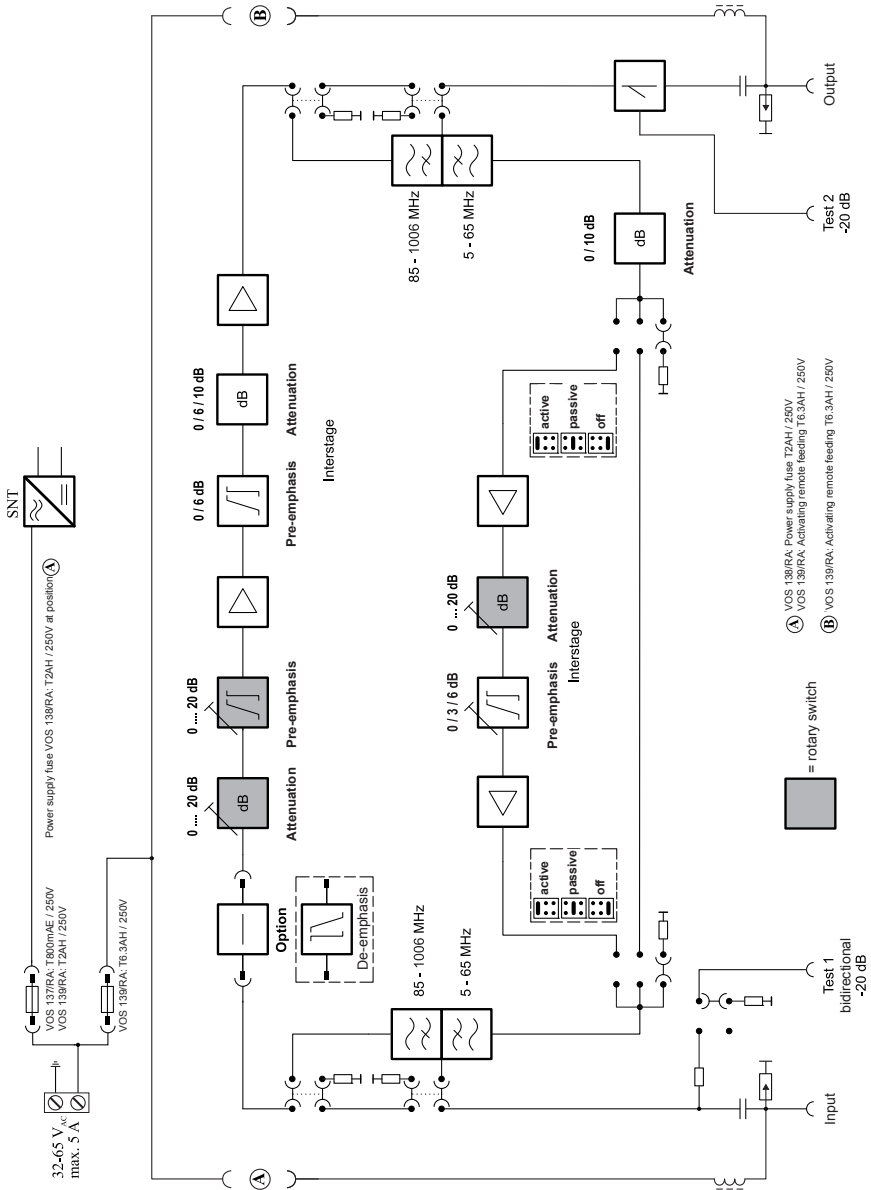 SNT
Power supply fuse VOS 138/RA: T2AH / 250V at position A
VOS 137/RA: T800mAE / 250V
VOS 139/RA: T2AH / 250V
VOS 139/RA: T6.3AH / 250V
32-65 VAC
max. 5 A
A
B
Option
De-emphasis
0 .... 20 dB
dB
Attenuation
0 .... 20 dB
Pre-emphasis
0 / 6 dB
Pre-emphasis
0 / 6 / 10 dB
dB
Attenuation
Interstage
85 - 1006 MHz
5 - 65 MHz
85 - 1006 MHz
5 - 65 MHz
0 / 10 dB
dB
Attenuation
active
passive
off
0 / 3 / 6 dB
Pre-emphasis
0 ... 20 dB
dB
Attenuation
Interstage
active
passive
off
Input
Test 1
bidirectional
-20 dB
= rotary switch
A VOS 138/RA: Power supply fuse T2AH / 250V
VOS 139/RA: Activating remote feeding T6.3AH / 250V
B VOS 139/RA: Activating remote feeding T6.3AH / 250V
Test 2
-20 dB
Output